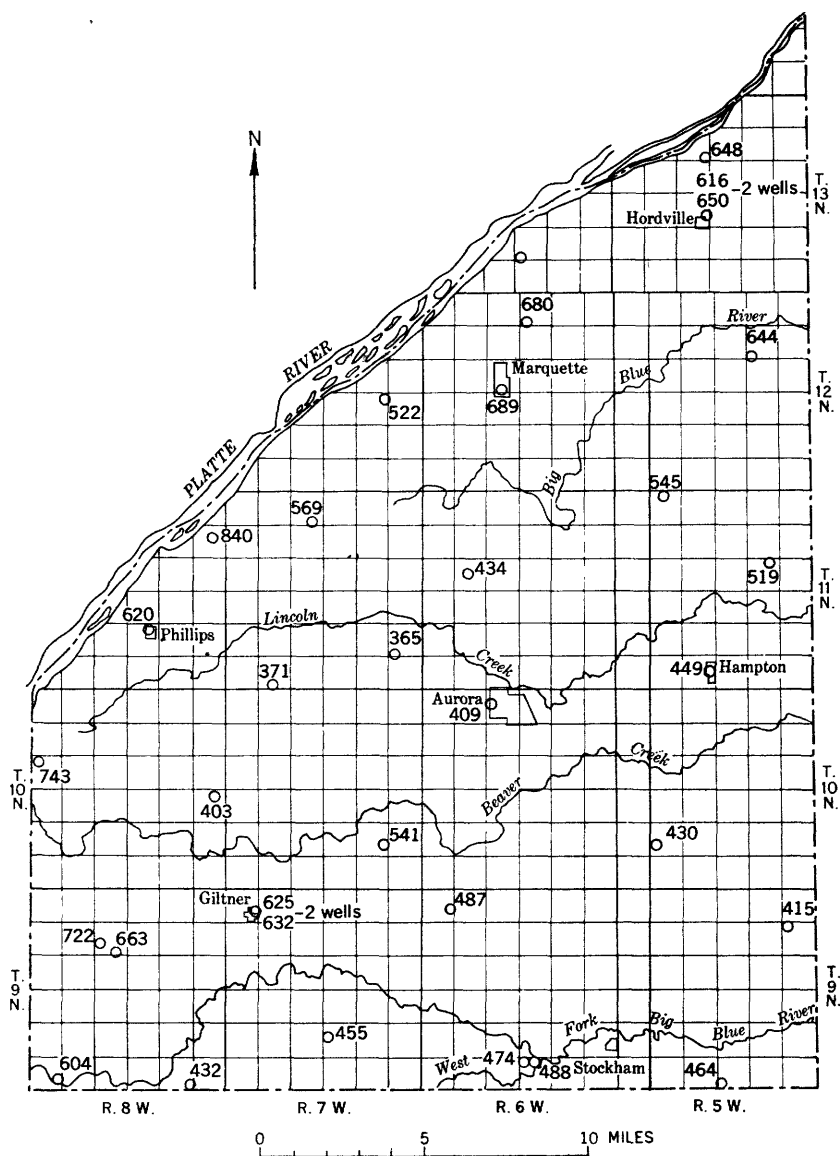 N
648
616
650
-2 wells
T.
13
N.
Hordville
680
River
644
RIVER
Marquette
Blue
689
522
T.
12
N.
PLATTE
Big
545
569
840
434
519
T.
11
N.
620
Phillips
Lincoln
365
Creek
371
449
Hampton
Aurora
409
Creek
743
T.
10
N.
403
Beaver
T.
10
N.
541
430
Giltner
625
632
-2 wells
487
415
722
663
T.
9
N.
T.
9
N.
455
Fork
Big
Blue
River
604
432
West
474
488
Stockham
464
R. 8 W.
R. 7 W.
R. 6 W.
R. 5 W.
0
5
10 MILES